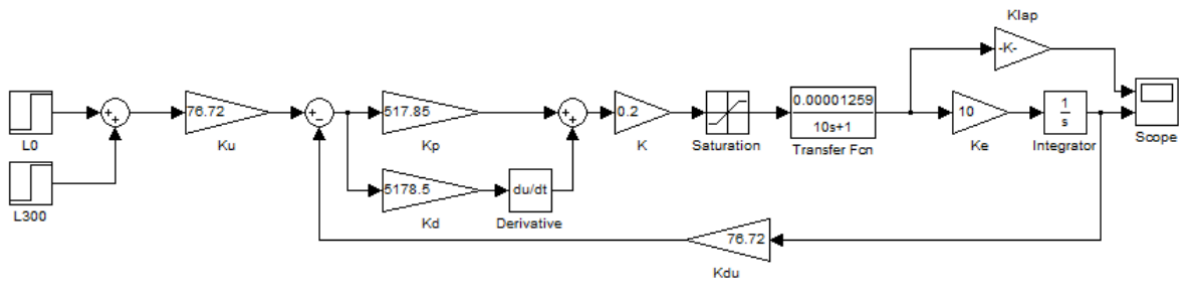 Klap
-K-
L0
++
76.72
Ku
+−
517.85
Kp
++
0.2
K
Saturation
0.00001259
10s+1
Transfer Fcn
10
Ke
1
s
Integrator
Scope
L300
5178.5
Kd
du/dt
Derivative
76.72
Kdu